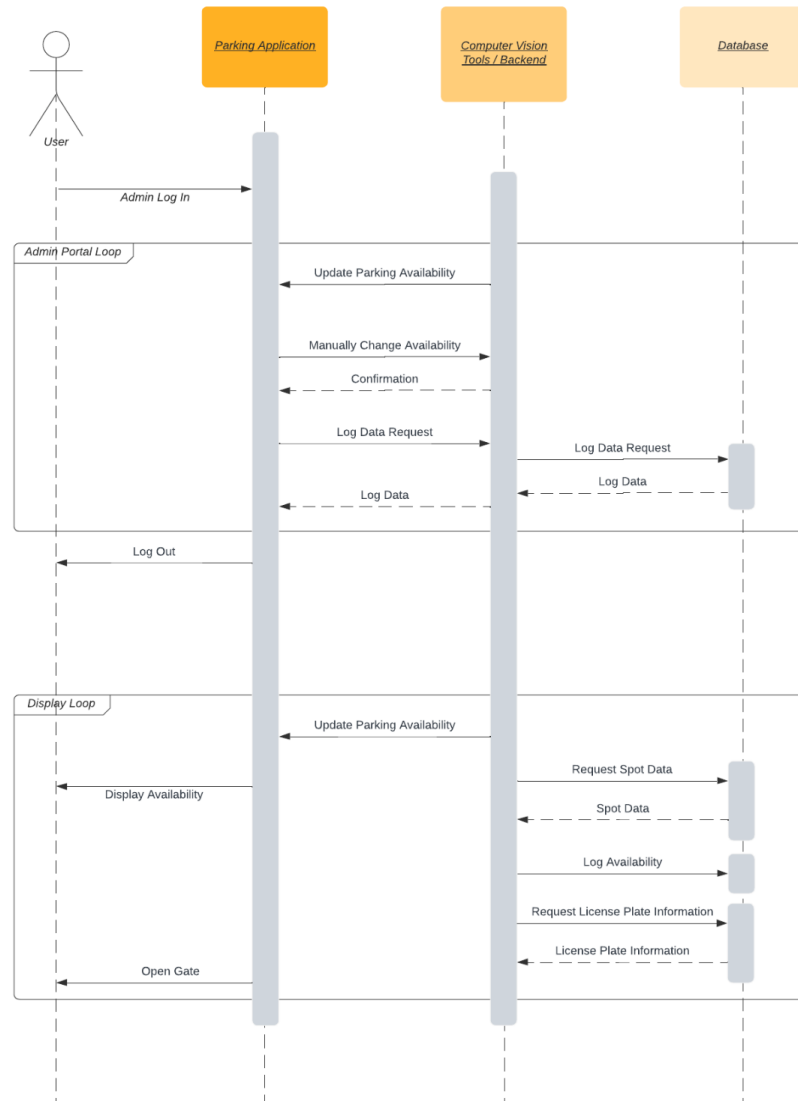 Parking Application
Computer Vision
Tools / Backend
Database
User
Admin Log In
Admin Portal Loop
Update Parking Availability
Manually Change Availability
Confirmation
Log Data Request
Log Data Request
Log Data
Log Data
Log Out
Display Loop
Update Parking Availability
Request Spot Data
Display Availability
Spot Data
Log Availability
Request License Plate Information
License Plate Information
Open Gate